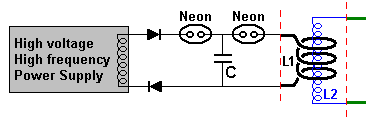 Neon Neon
High voltage
High frequency
Power Supply
C
L1
L2